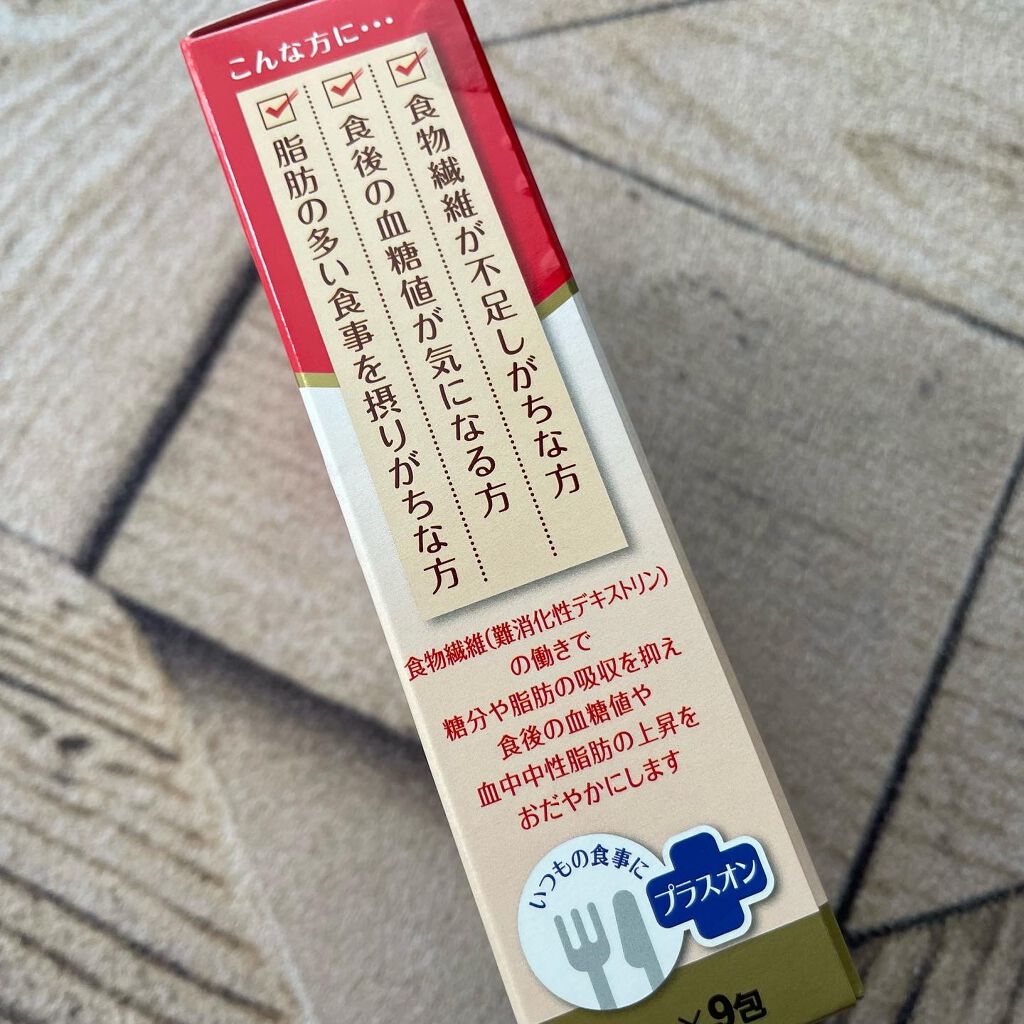 こんな方に・・・
食物繊維が不足しがちな方
食後の血糖値が気になる方
脂肪の多い食事を摂りがちな方
食物繊維(難消化性デキストリン)
の働きで
糖分や脂肪の吸収を抑え
食後の血糖値や
血中中性脂肪の上昇を
おだやかにします
いつもの食事に
プラスオン
×9包